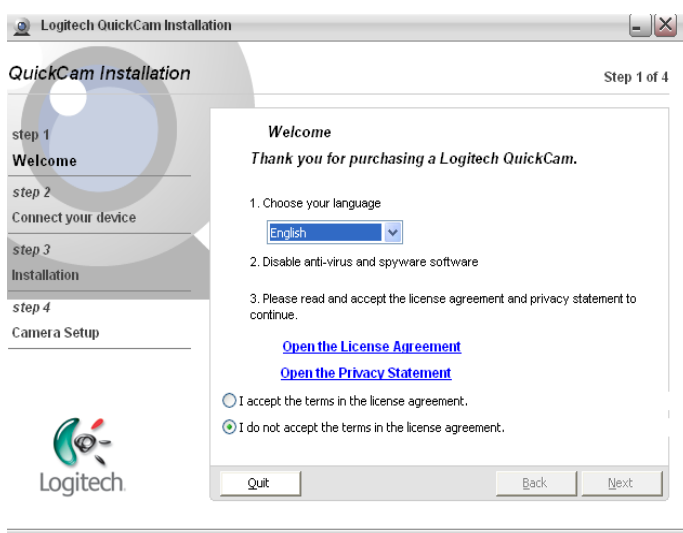 Logitech QuickCam Installation
QuickCam Installation
Step 1 of 4
step 1
Welcome
step 2
Connect your device
step 3
Installation
step 4
Camera Setup
Logitech
Welcome
Thank you for purchasing a Logitech QuickCam.
1. Choose your language
English
2. Disable anti-virus and spyware software
3. Please read and accept the license agreement and privacy statement to
continue.
Open the License Agreement
Open the Privacy Statement
I accept the terms in the license agreement.
I do not accept the terms in the license agreement.
Quit
Back
Next